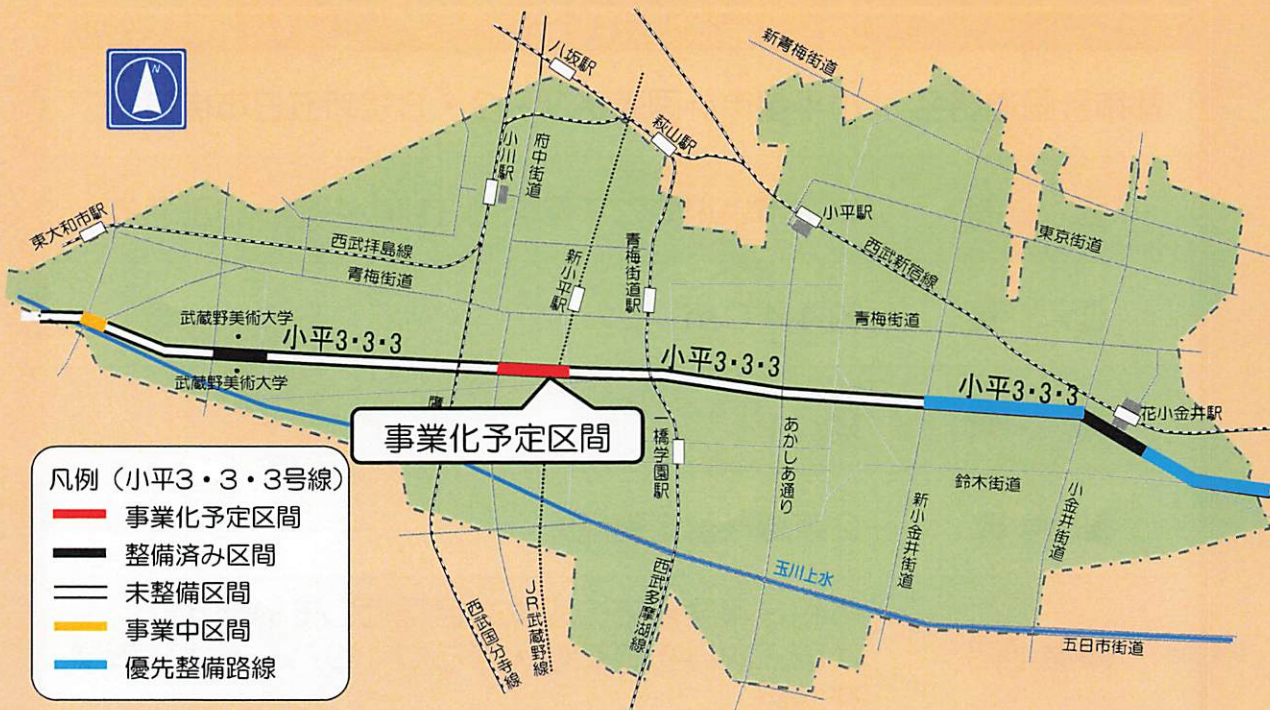 N
新青梅街道
八坂駅
萩山駅
小川駅
府中街道
小平駅
東大和市駅
西武拝島線
青梅街道
新小平駅
青梅街道駅
西武新宿線
東京街道
青梅街道
武蔵野美術大学
小平3・3・3
小平3・3・3
小平3・3・3
武蔵野美術大学
花小金井駅
鷹
事業化予定区間
一橋学園駅
あかしあ通り
鈴木街道
新小金井街道
小金井街道
玉川上水
五日市街道
西武国分寺線
JR武蔵野線
西武多摩湖線
凡例(小平3・3・3号線)
事業化予定区間
整備済み区間
未整備区間
事業中区間
優先整備路線